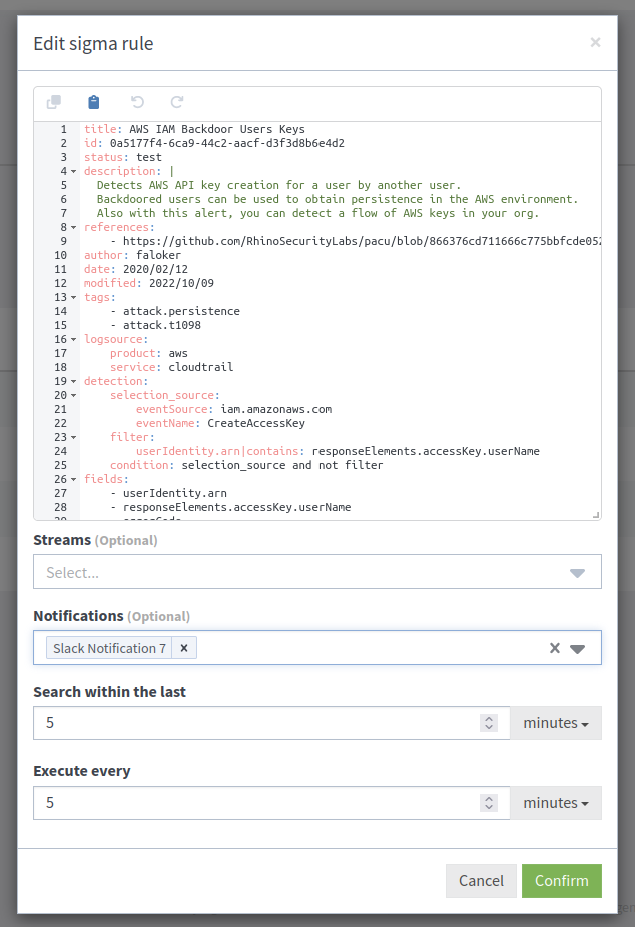 Edit sigma rule
×
1 title: AWS IAM Backdoor Users Keys
2 id: 0a5177f4-6ca9-44c2-aacf-d3f3d8b6e4d2
3 status: test
4 description: |
5 Detects AWS API key creation for a user by another user.
6 Backdoored users can be used to obtain persistence in the AWS environment.
7 Also with this alert, you can detect a flow of AWS keys in your org.
8 references:
9 - https://github.com/RhinoSecurityLabs/pacu/blob/866376cd711666c775bbfcde052
10 author: faloker
11 date: 2020/02/12
12 modified: 2022/10/09
13 tags:
14 - attack.persistence
15 - attack.t1098
16 logsource:
17 product: aws
18 service: cloudtrail
19 detection:
20 selection_source:
21 eventSource: iam.amazonaws.com
22 eventName: CreateAccessKey
23 filter:
24 userIdentity.arn|contains: responseElements.accessKey.userName
25 condition: selection_source and not filter
26 fields:
27 - userIdentity.arn
28 - responseElements.accessKey.userName
Streams (Optional)
Select...
Notifications (Optional)
Slack Notification 7 ×
Search within the last
5 minutes
Execute every
5 minutes
Cancel Confirm